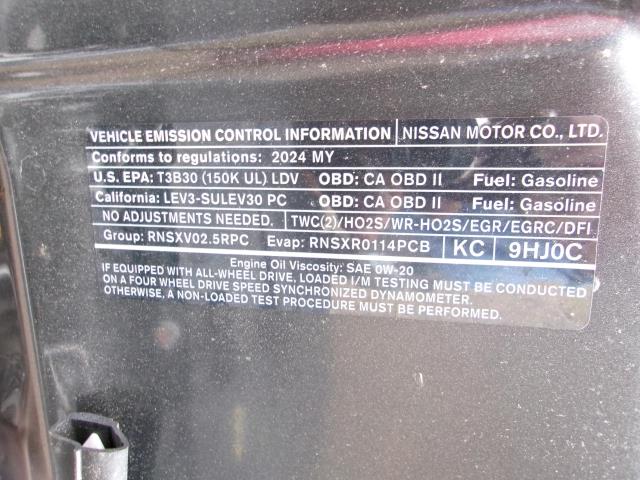 VEHICLE EMISSION CONTROL INFORMATION NISSAN MOTOR CO., LTD.
Conforms to regulations: 2024 MY
U.S. EPA: T3B30 (150K UL) LDV OBD: CA OBD II Fuel: Gasoline
California: LEV3-SULEV30 PC OBD: CA OBD II Fuel: Gasoline
NO ADJUSTMENTS NEEDED. TWC(2)/HO2S/WR-HO2S/EGR/EGRC/DFI
Group: RNSXV02.5RPC Evap: RNSXR0114PCB KC 9HJ0C
Engine Oil Viscosity: SAE 0W-20
IF EQUIPPED WITH ALL-WHEEL DRIVE, LOADED I/M TESTING MUST BE CONDUCTED
ON A FOUR WHEEL DRIVE SPEED SYNCHRONIZED DYNAMOMETER.
OTHERWISE, A NON-LOADED TEST PROCEDURE MUST BE PERFORMED.